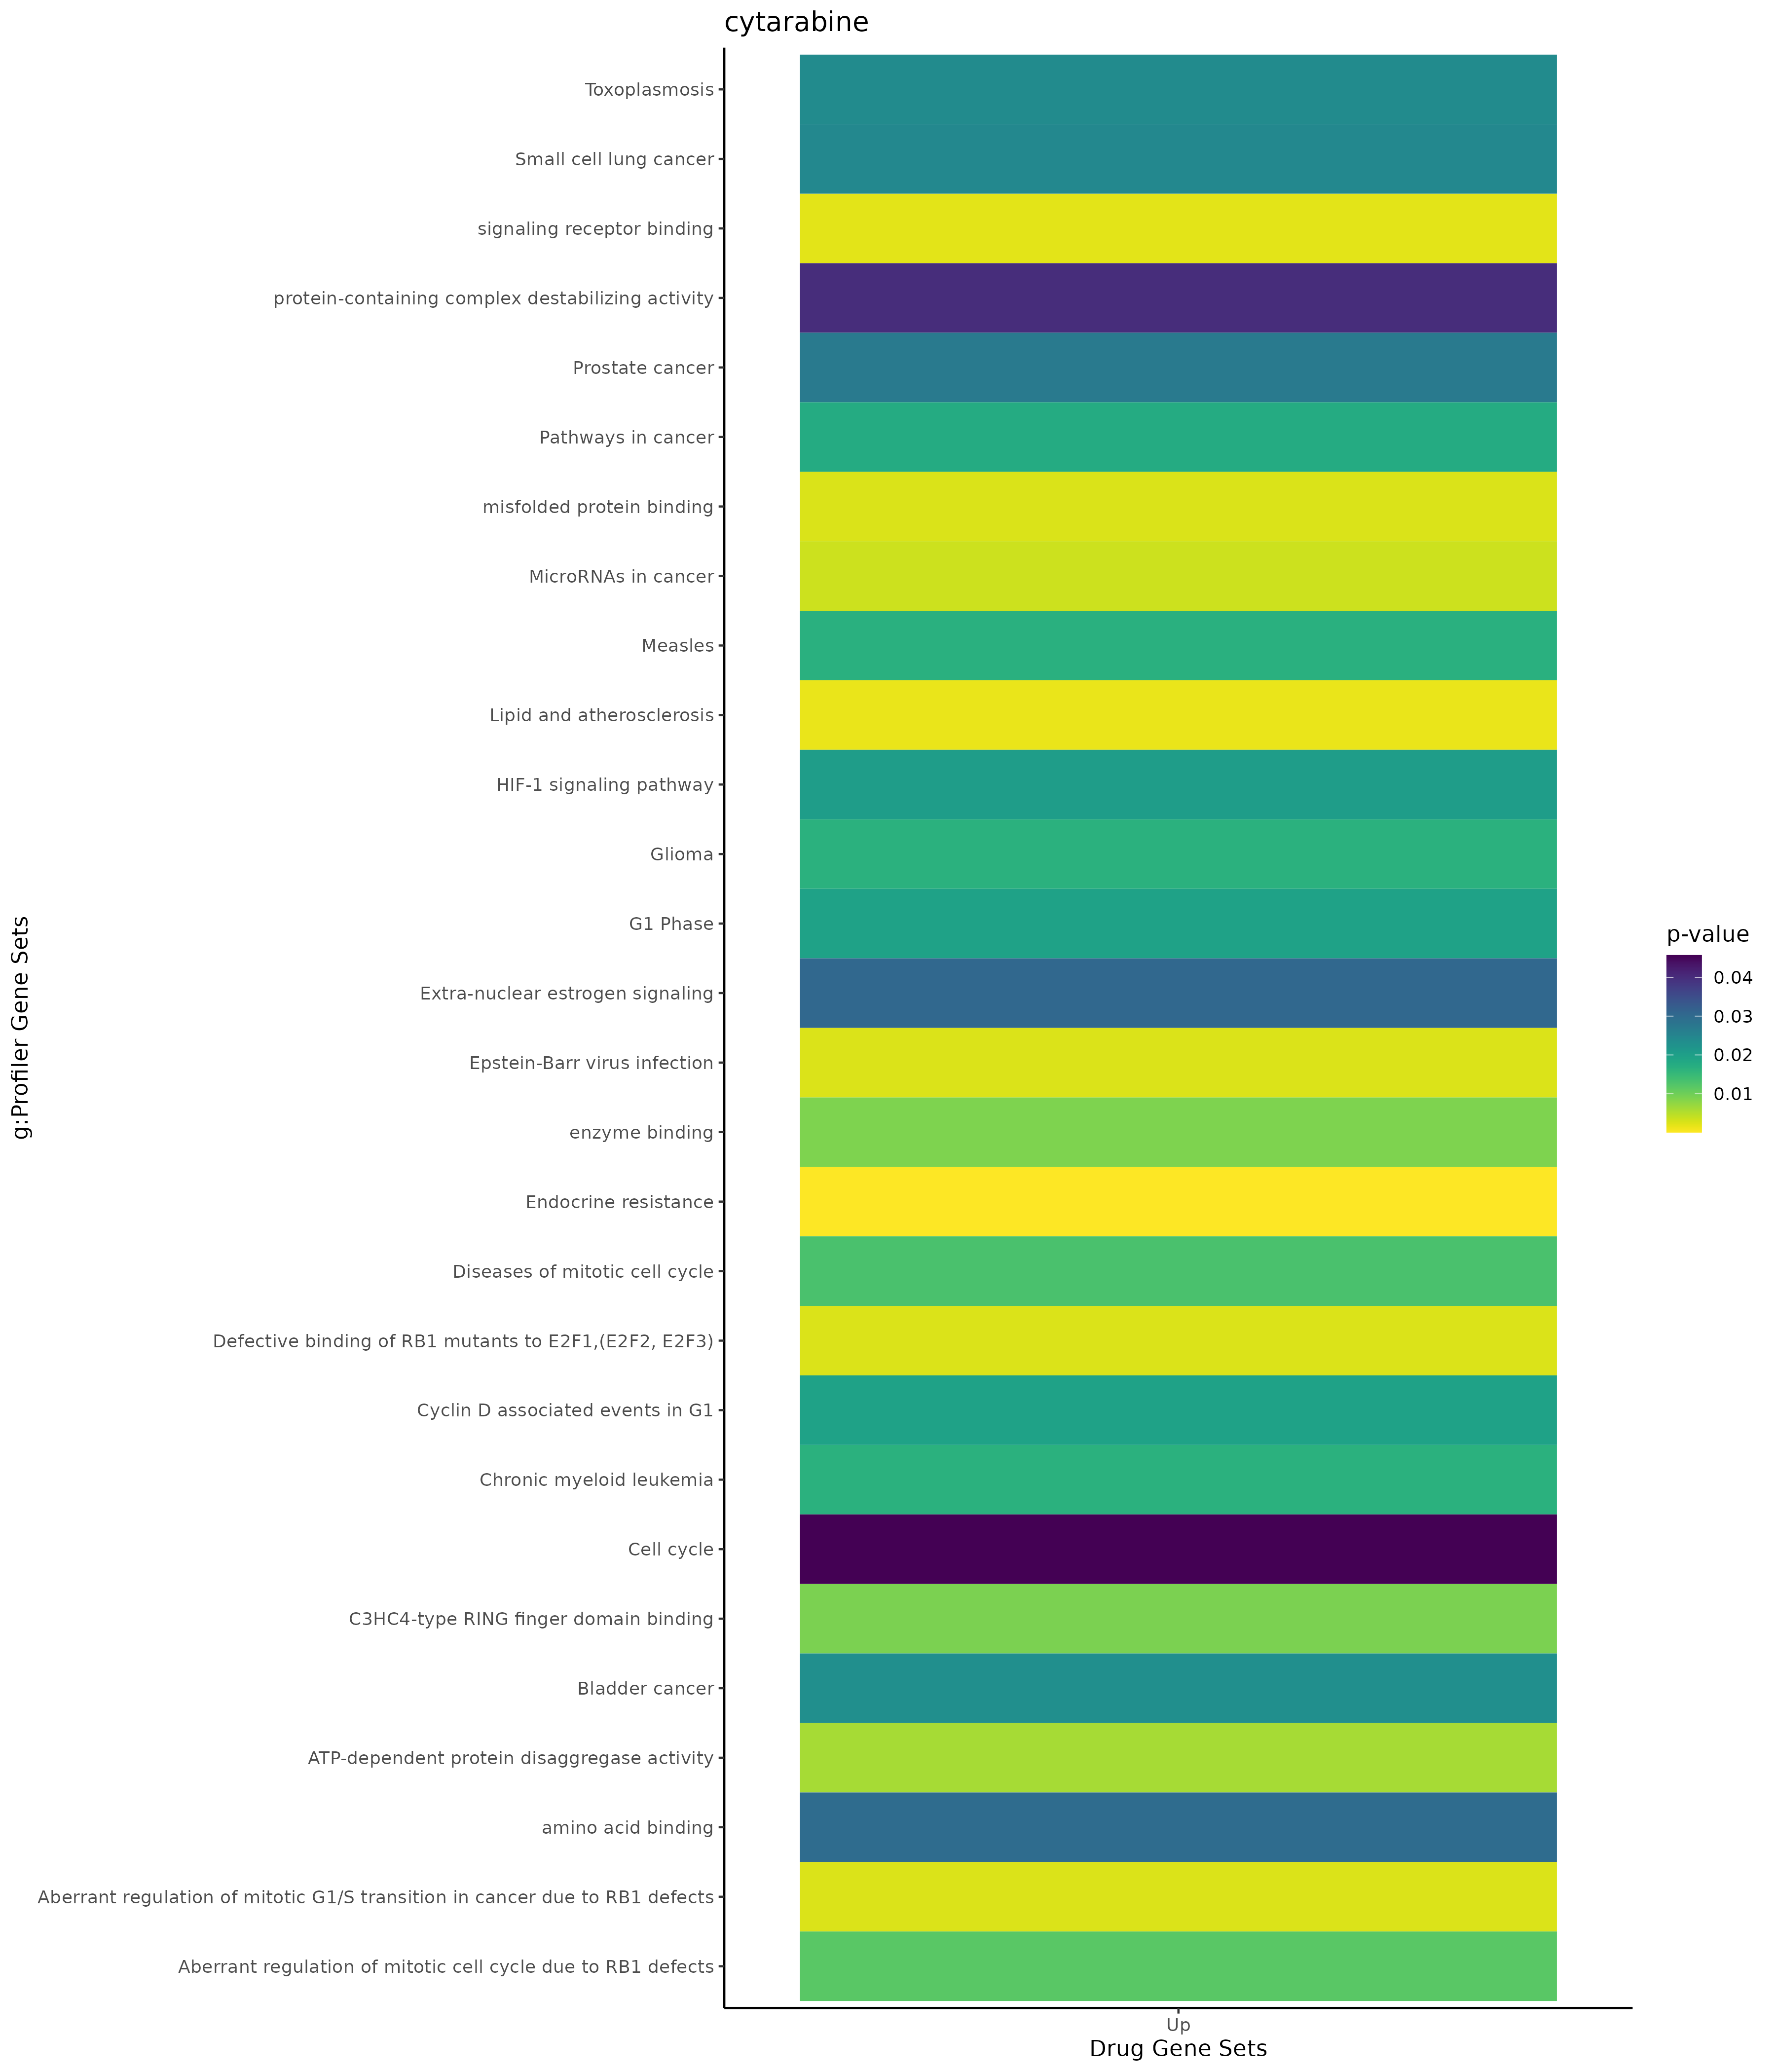 cytarabine
g:Profiler Gene Sets
Toxoplasmosis
Small cell lung cancer
signaling receptor binding
protein-containing complex destabilizing activity
Prostate cancer
Pathways in cancer
misfolded protein binding
MicroRNAs in cancer
Measles
Lipid and atherosclerosis
HIF-1 signaling pathway
Glioma
G1 Phase
Extra-nuclear estrogen signaling
Epstein-Barr virus infection
enzyme binding
Endocrine resistance
Diseases of mitotic cell cycle
Defective binding of RB1 mutants to E2F1,(E2F2, E2F3)
Cyclin D associated events in G1
Chronic myeloid leukemia
Cell cycle
C3HC4-type RING finger domain binding
Bladder cancer
ATP-dependent protein disaggregase activity
amino acid binding
Aberrant regulation of mitotic G1/S transition in cancer due to RB1 defects
Aberrant regulation of mitotic cell cycle due to RB1 defects
Up
Drug Gene Sets
p-value
0.04
0.03
0.02
0.01